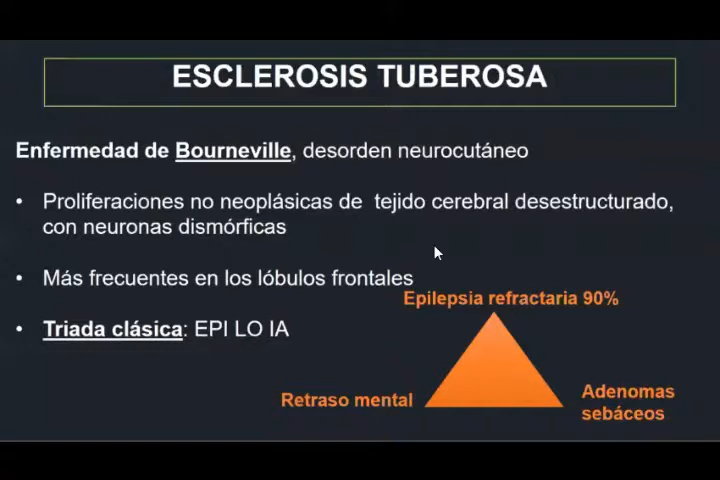 ESCLEROSIS TUBEROSA
Enfermedad de Bourneville, desorden neurocutáneo
• Proliferaciones no neoplásicas de tejido cerebral desestructurado,
con neuronas dismórficas
• Más frecuentes en los lóbulos frontales
Epilepsia refractaria 90%
• Triada clásica: EPI LO IA
Retraso mental
Adenomas
sebáceos